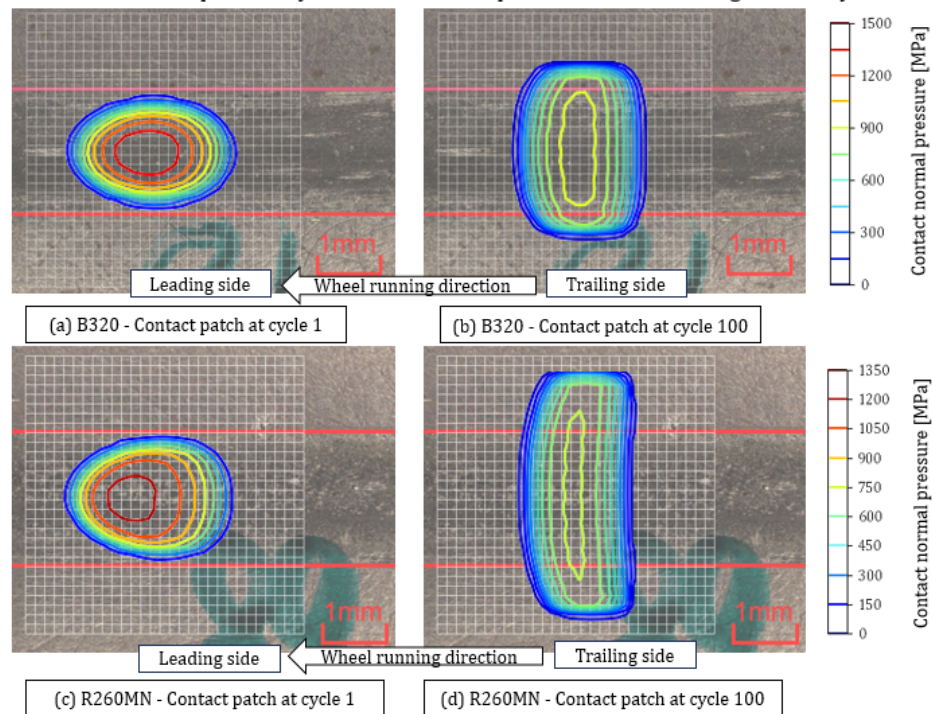 1500
1200
900
600
300
0
Contact normal pressure [MPa]
1mm
1mm
Leading side
Wheel running direction
Trailing side
(a) B320 - Contact patch at cycle 1
(b) B320 - Contact patch at cycle 100
1350
1200
1050
900
750
600
450
300
150
0
Contact normal pressure [MPa]
1mm
1mm
Leading side
Wheel running direction
Trailing side
(c) R260MN - Contact patch at cycle 1
(d) R260MN - Contact patch at cycle 100